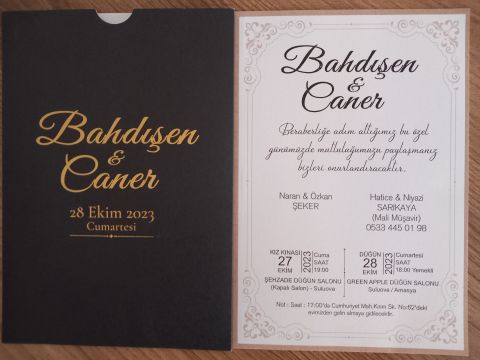 Bahdışen
&
Caner
28 Ekim 2023
Cumartesi
Bahdışen
&
Caner
Beraberliğe adım attığımız bu özel
günümüzde mutluluğumuzu paylaşmanız
bizleri onurlandıracaktır.
Naran & Özkan
ŞEKER
Hatice & Niyazi
SARIKAYA
(Mali Müşavir)
0533 445 01 98
KIZ KINASI
27
EKİM
2023
Cuma
SAAT
19:00
ŞEHZADE DÜĞÜN SALONU
(Kapalı Salon) - Suluova
DÜĞÜN
28
EKİM
2023
Cumartesi
SAAT
18:00 Yemekli
GREEN APPLE DÜĞÜN SALONU
Suluova / Amasya
Not : Saat : 17:00'da Cumhuriyet Mah. Sk. No:62'deki
evimizden gelin almaya gidilecektir.